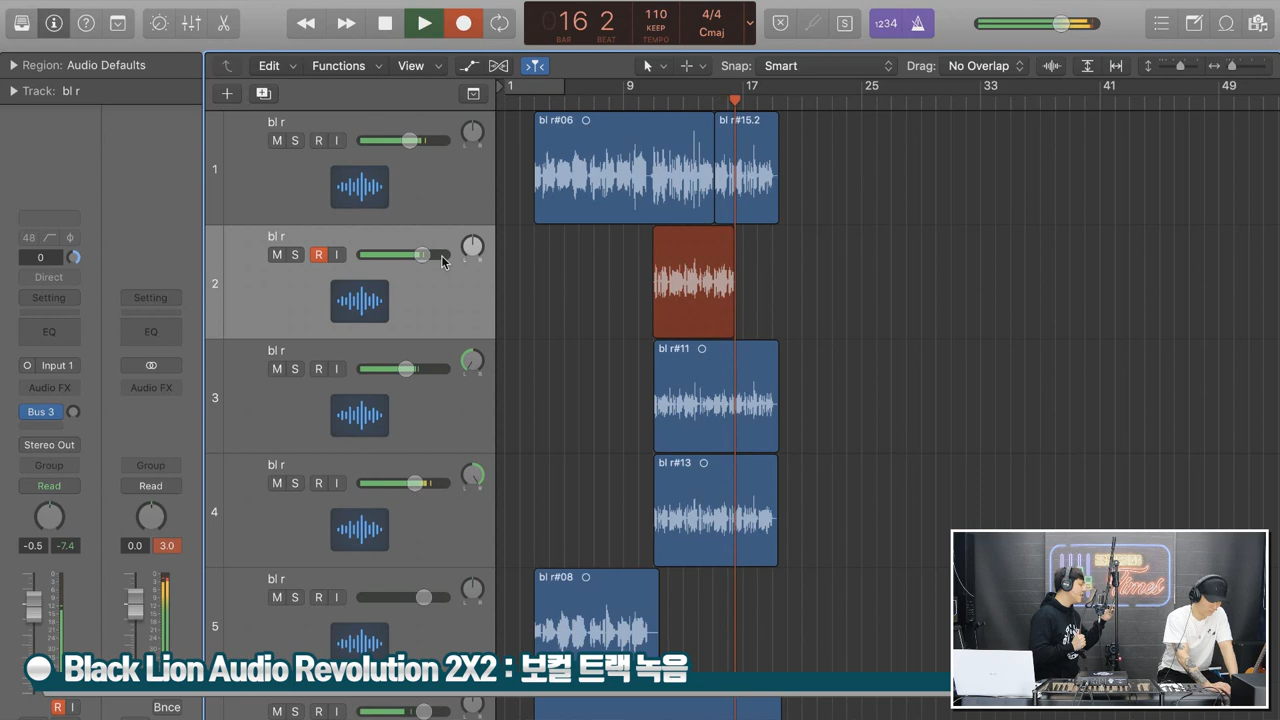 16 2
BAR BEAT
110
KEEP
TEMPO
4/4
Cmaj
S
1234
Region: Audio Defaults
Edit
Functions
View
Snap: Smart
Drag: No Overlap
Track: bl r
1 9 17 25 33 41 49
bl r
M S R I
L R
1
bl r#06
bl r#15.2
bl r
M S R I
L R
2
bl r
M S R I
L R
3
bl r#11
bl r
M S R I
L R
4
bl r#13
bl r
M S R I
L R
5
bl r#08
48
0
Direct
Setting Setting
EQ EQ
Input 1
Audio FX Audio FX
Bus 3
Stereo Out
Group Group
Read Read
-0.5 -7.4 0.0 3.0
R I Bnce
Black Lion Audio Revolution 2X2 : 보컬 트랙 녹음